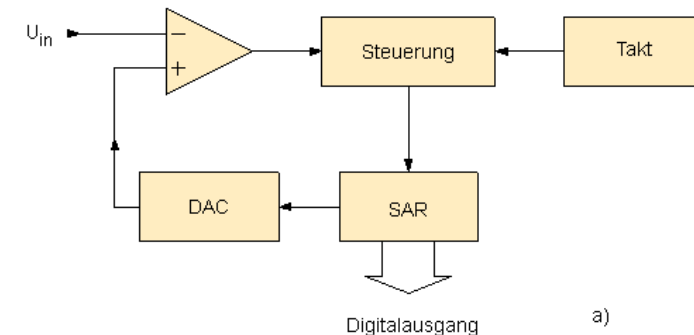 U_in
−
+
Steuerung
Takt
DAC
SAR
Digitalausgang
a)